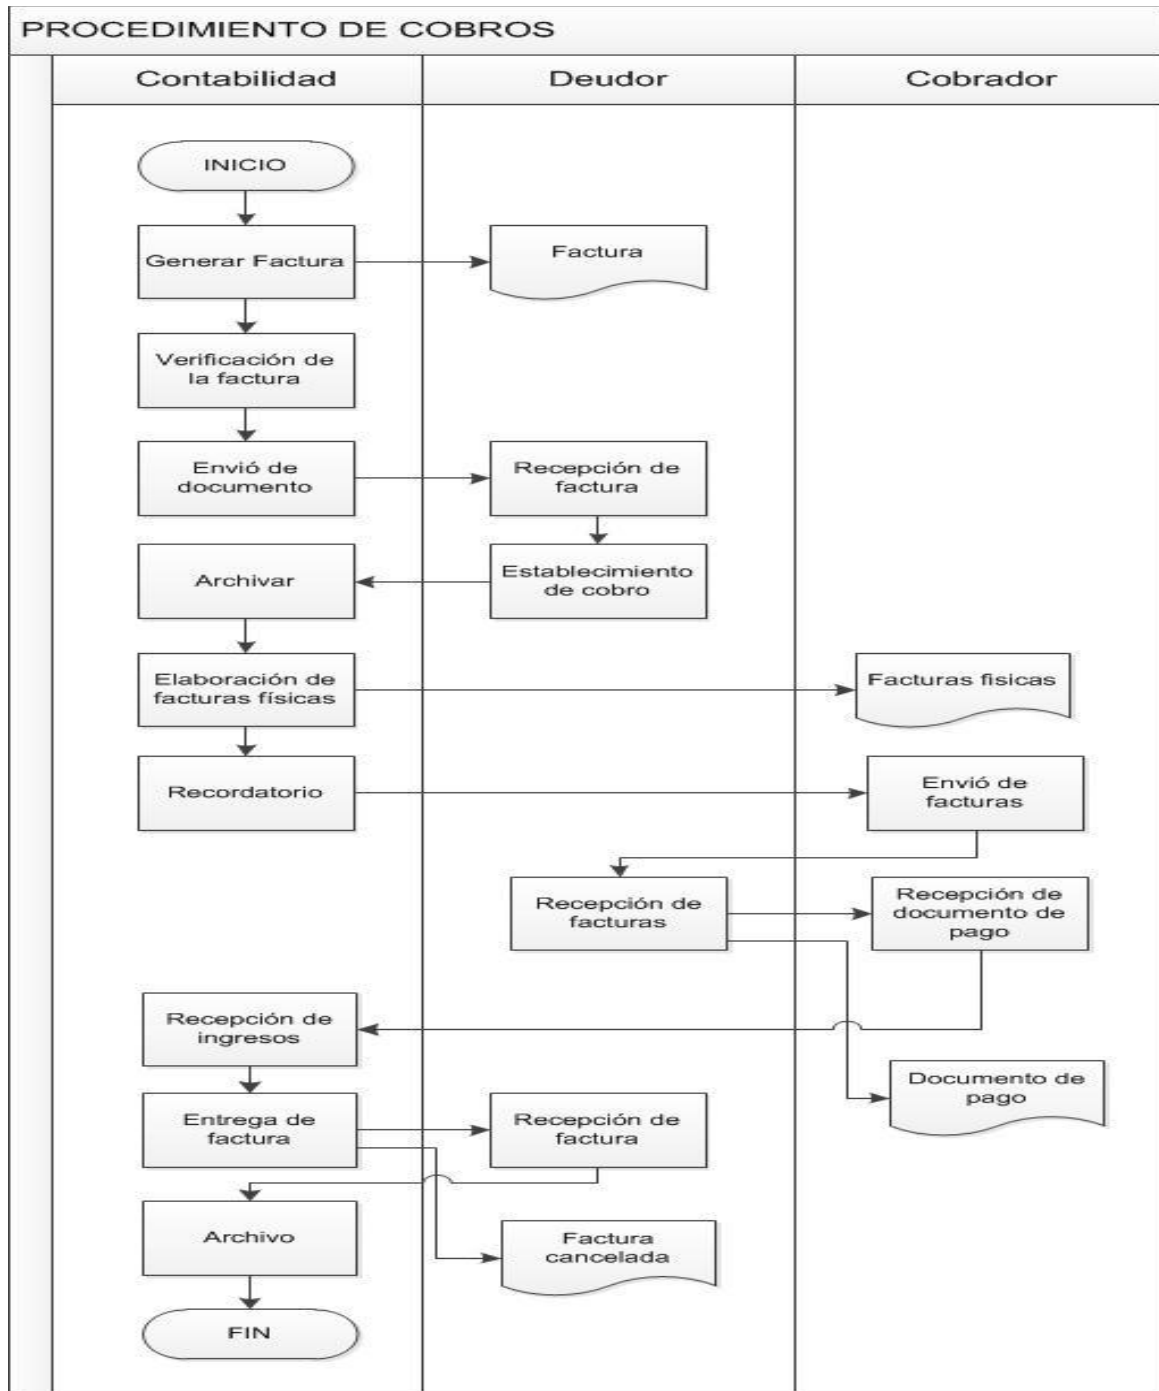 PROCEDIMIENTO DE COBROS
Contabilidad
Deudor
Cobrador
INICIO
Generar Factura
Factura
Verificación de
la factura
Envió de
documento
Recepción de
factura
Archivar
Establecimiento
de cobro
Elaboración de
facturas físicas
Facturas fisicas
Recordatorio
Envió de
facturas
Recepción de
facturas
Recepción de
documento de
pago
Recepción de
ingresos
Documento de
pago
Entrega de
factura
Recepción de
factura
Archivo
Factura
cancelada
FIN